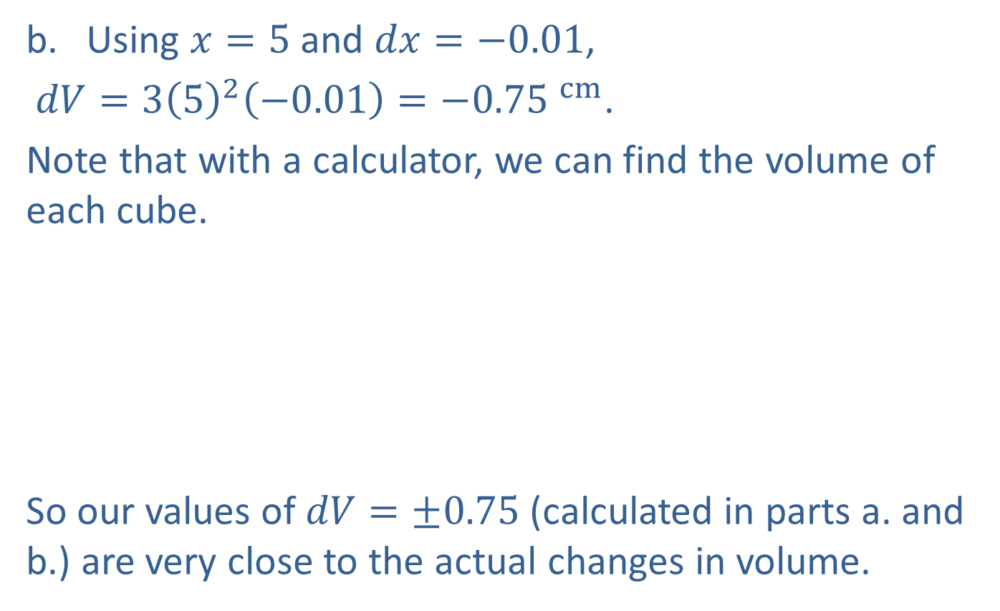 b. Using x = 5 and dx = −0.01,
dV = 3(5)²(−0.01) = −0.75 ᶜᵐ.
Note that with a calculator, we can find the volume of
each cube.
So our values of dV = ±0.75 (calculated in parts a. and
b.) are very close to the actual changes in volume.